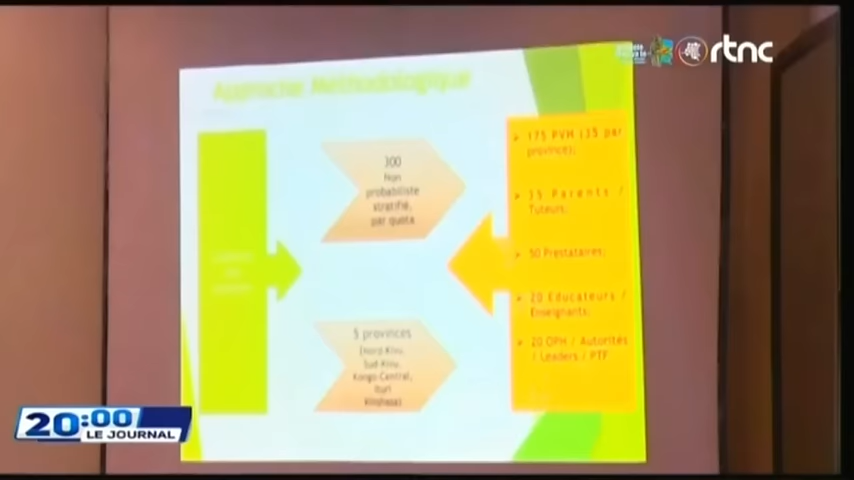 rtnc
Approche Méthodologique
300
Non
probabiliste
stratifié,
par quota
5 provinces
(Nord-Kivu,
Sud-Kivu,
Kongo-Central,
Ituri
Kinshasa)
➤ 175 PVH (35 par
province);
➤ 35 Parents /
Tuteurs;
➤ 50 Prestataires;
➤ 20 Educateurs /
Enseignants;
➤ 20 OPH / Autorités
/ Leaders / PTF
20:00
LE JOURNAL